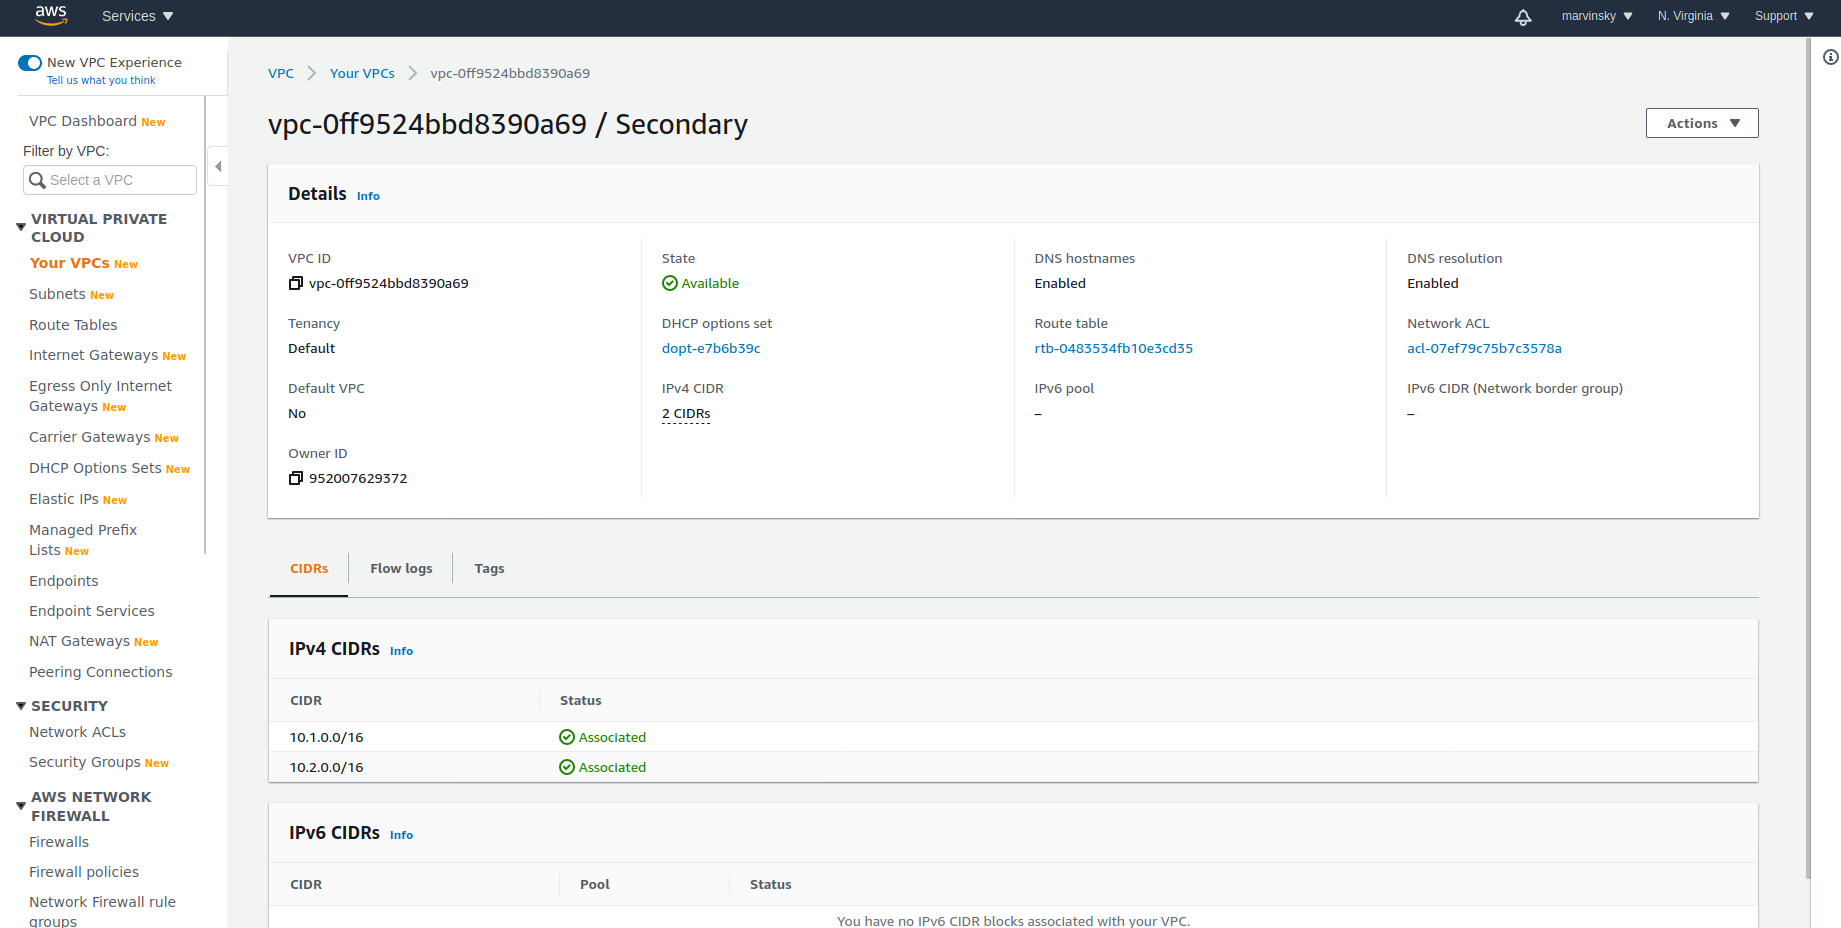 aws
Services
marvinsky
N. Virginia
Support
New VPC Experience
Tell us what you think
VPC Dashboard New
Filter by VPC:
Select a VPC
VIRTUAL PRIVATE
CLOUD
Your VPCs New
Subnets New
Route Tables
Internet Gateways New
Egress Only Internet
Gateways New
Carrier Gateways New
DHCP Options Sets New
Elastic IPs New
Managed Prefix
Lists New
Endpoints
Endpoint Services
NAT Gateways New
Peering Connections
SECURITY
Network ACLs
Security Groups New
AWS NETWORK
FIREWALL
Firewalls
Firewall policies
Network Firewall rule
groups
VPC
Your VPCs
vpc-0ff9524bbd8390a69
vpc-0ff9524bbd8390a69 / Secondary
Actions
Details Info
VPC ID
vpc-0ff9524bbd8390a69
State
Available
DNS hostnames
Enabled
DNS resolution
Enabled
Tenancy
Default
DHCP options set
dopt-e7b6b39c
Route table
rtb-0483534fb10e3cd35
Network ACL
acl-07ef79c75b7c3578a
Default VPC
No
IPv4 CIDR
2 CIDRs
IPv6 pool
–
IPv6 CIDR (Network border group)
–
Owner ID
952007629372
CIDRs
Flow logs
Tags
IPv4 CIDRs Info
CIDR Status
10.1.0.0/16 Associated
10.2.0.0/16 Associated
IPv6 CIDRs Info
CIDR Pool Status
You have no IPv6 CIDR blocks associated with your VPC.